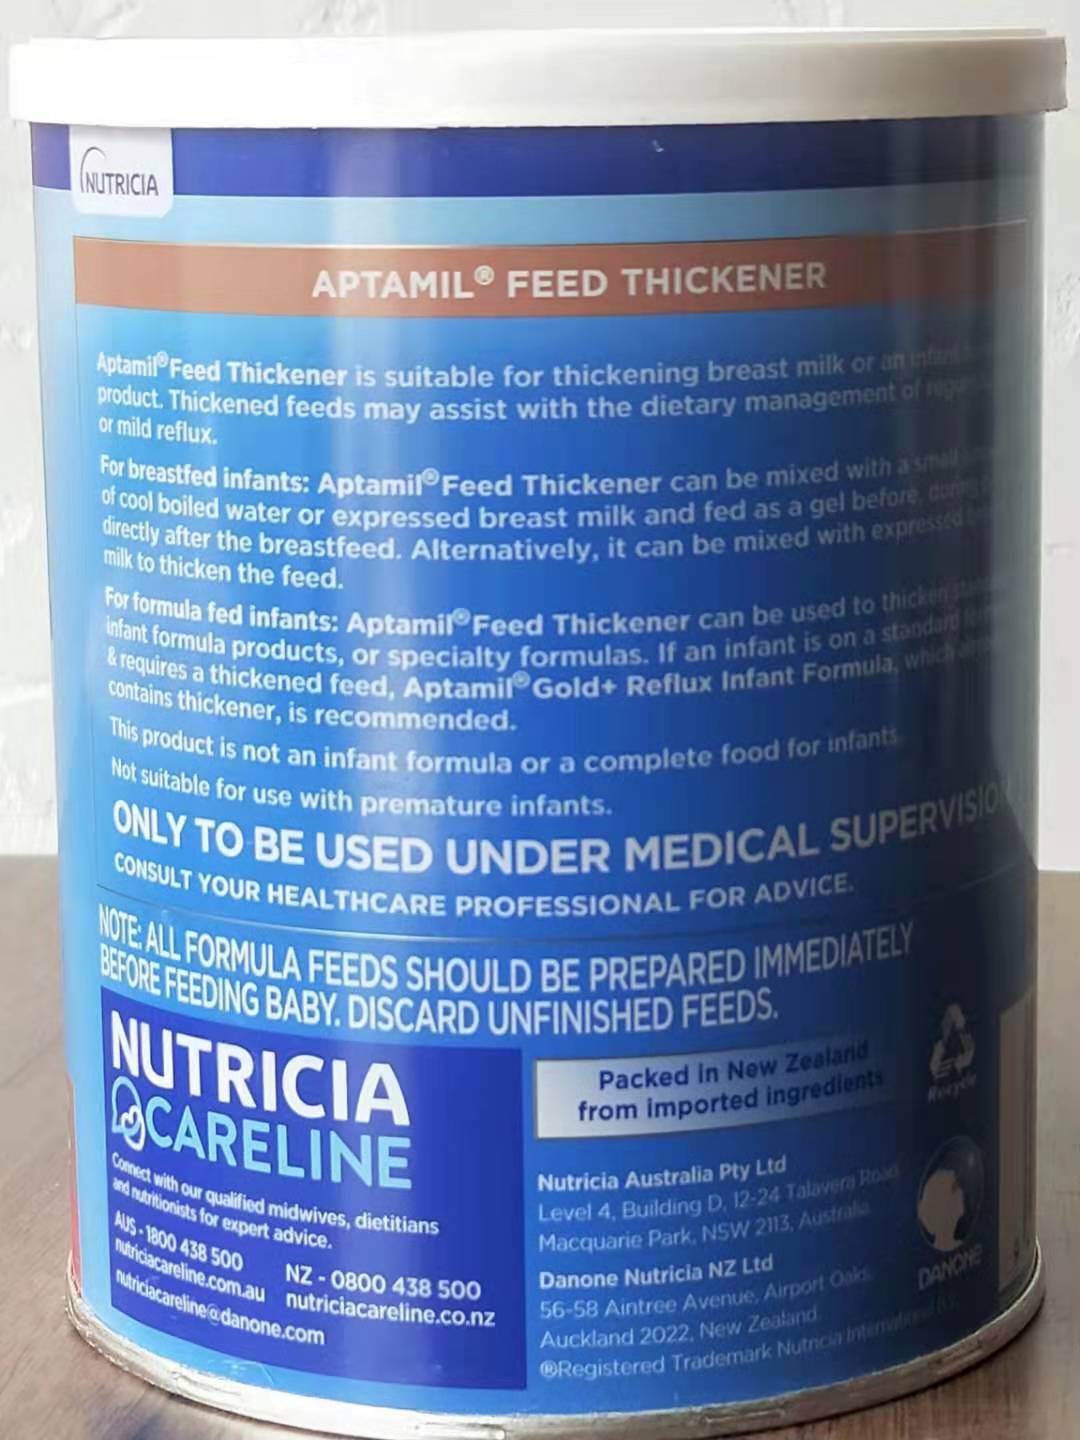 NUTRICIA
APTAMIL® FEED THICKENER
Aptamil® Feed Thickener is suitable for thickening breast milk or an infant
product. Thickened feeds may assist with the dietary management of
or mild reflux.
For breastfed infants: Aptamil® Feed Thickener can be mixed with a small
of cool boiled water or expressed breast milk and fed as a gel before, during
directly after the breastfeed. Alternatively, it can be mixed with expressed
milk to thicken the feed.
For formula fed infants: Aptamil® Feed Thickener can be used to thicken
infant formula products, or specialty formulas. If an infant is on a standard
& requires a thickened feed, Aptamil® Gold+ Reflux Infant Formula, which
contains thickener, is recommended.
This product is not an infant formula or a complete food for infants
Not suitable for use with premature infants.
ONLY TO BE USED UNDER MEDICAL SUPERVISION
CONSULT YOUR HEALTHCARE PROFESSIONAL FOR ADVICE.
NOTE: ALL FORMULA FEEDS SHOULD BE PREPARED IMMEDIATELY
BEFORE FEEDING BABY. DISCARD UNFINISHED FEEDS.
NUTRICIA
CARELINE
Connect with our qualified midwives, dietitians
and nutritionists for expert advice.
AUS - 1800 438 500
nutriciacareline.com.au
nutriciacareline@danone.com
NZ - 0800 438 500
nutriciacareline.co.nz
Packed in New Zealand
from imported ingredients
Recycle
Nutricia Australia Pty Ltd
Level 4, Building D, 12-24 Talavera Road
Macquarie Park, NSW 2113, Australia
Danone Nutricia NZ Ltd
56-58 Aintree Avenue, Airport Oaks,
Auckland 2022, New Zealand
®Registered Trademark Nutricia International B.V.
DANONE